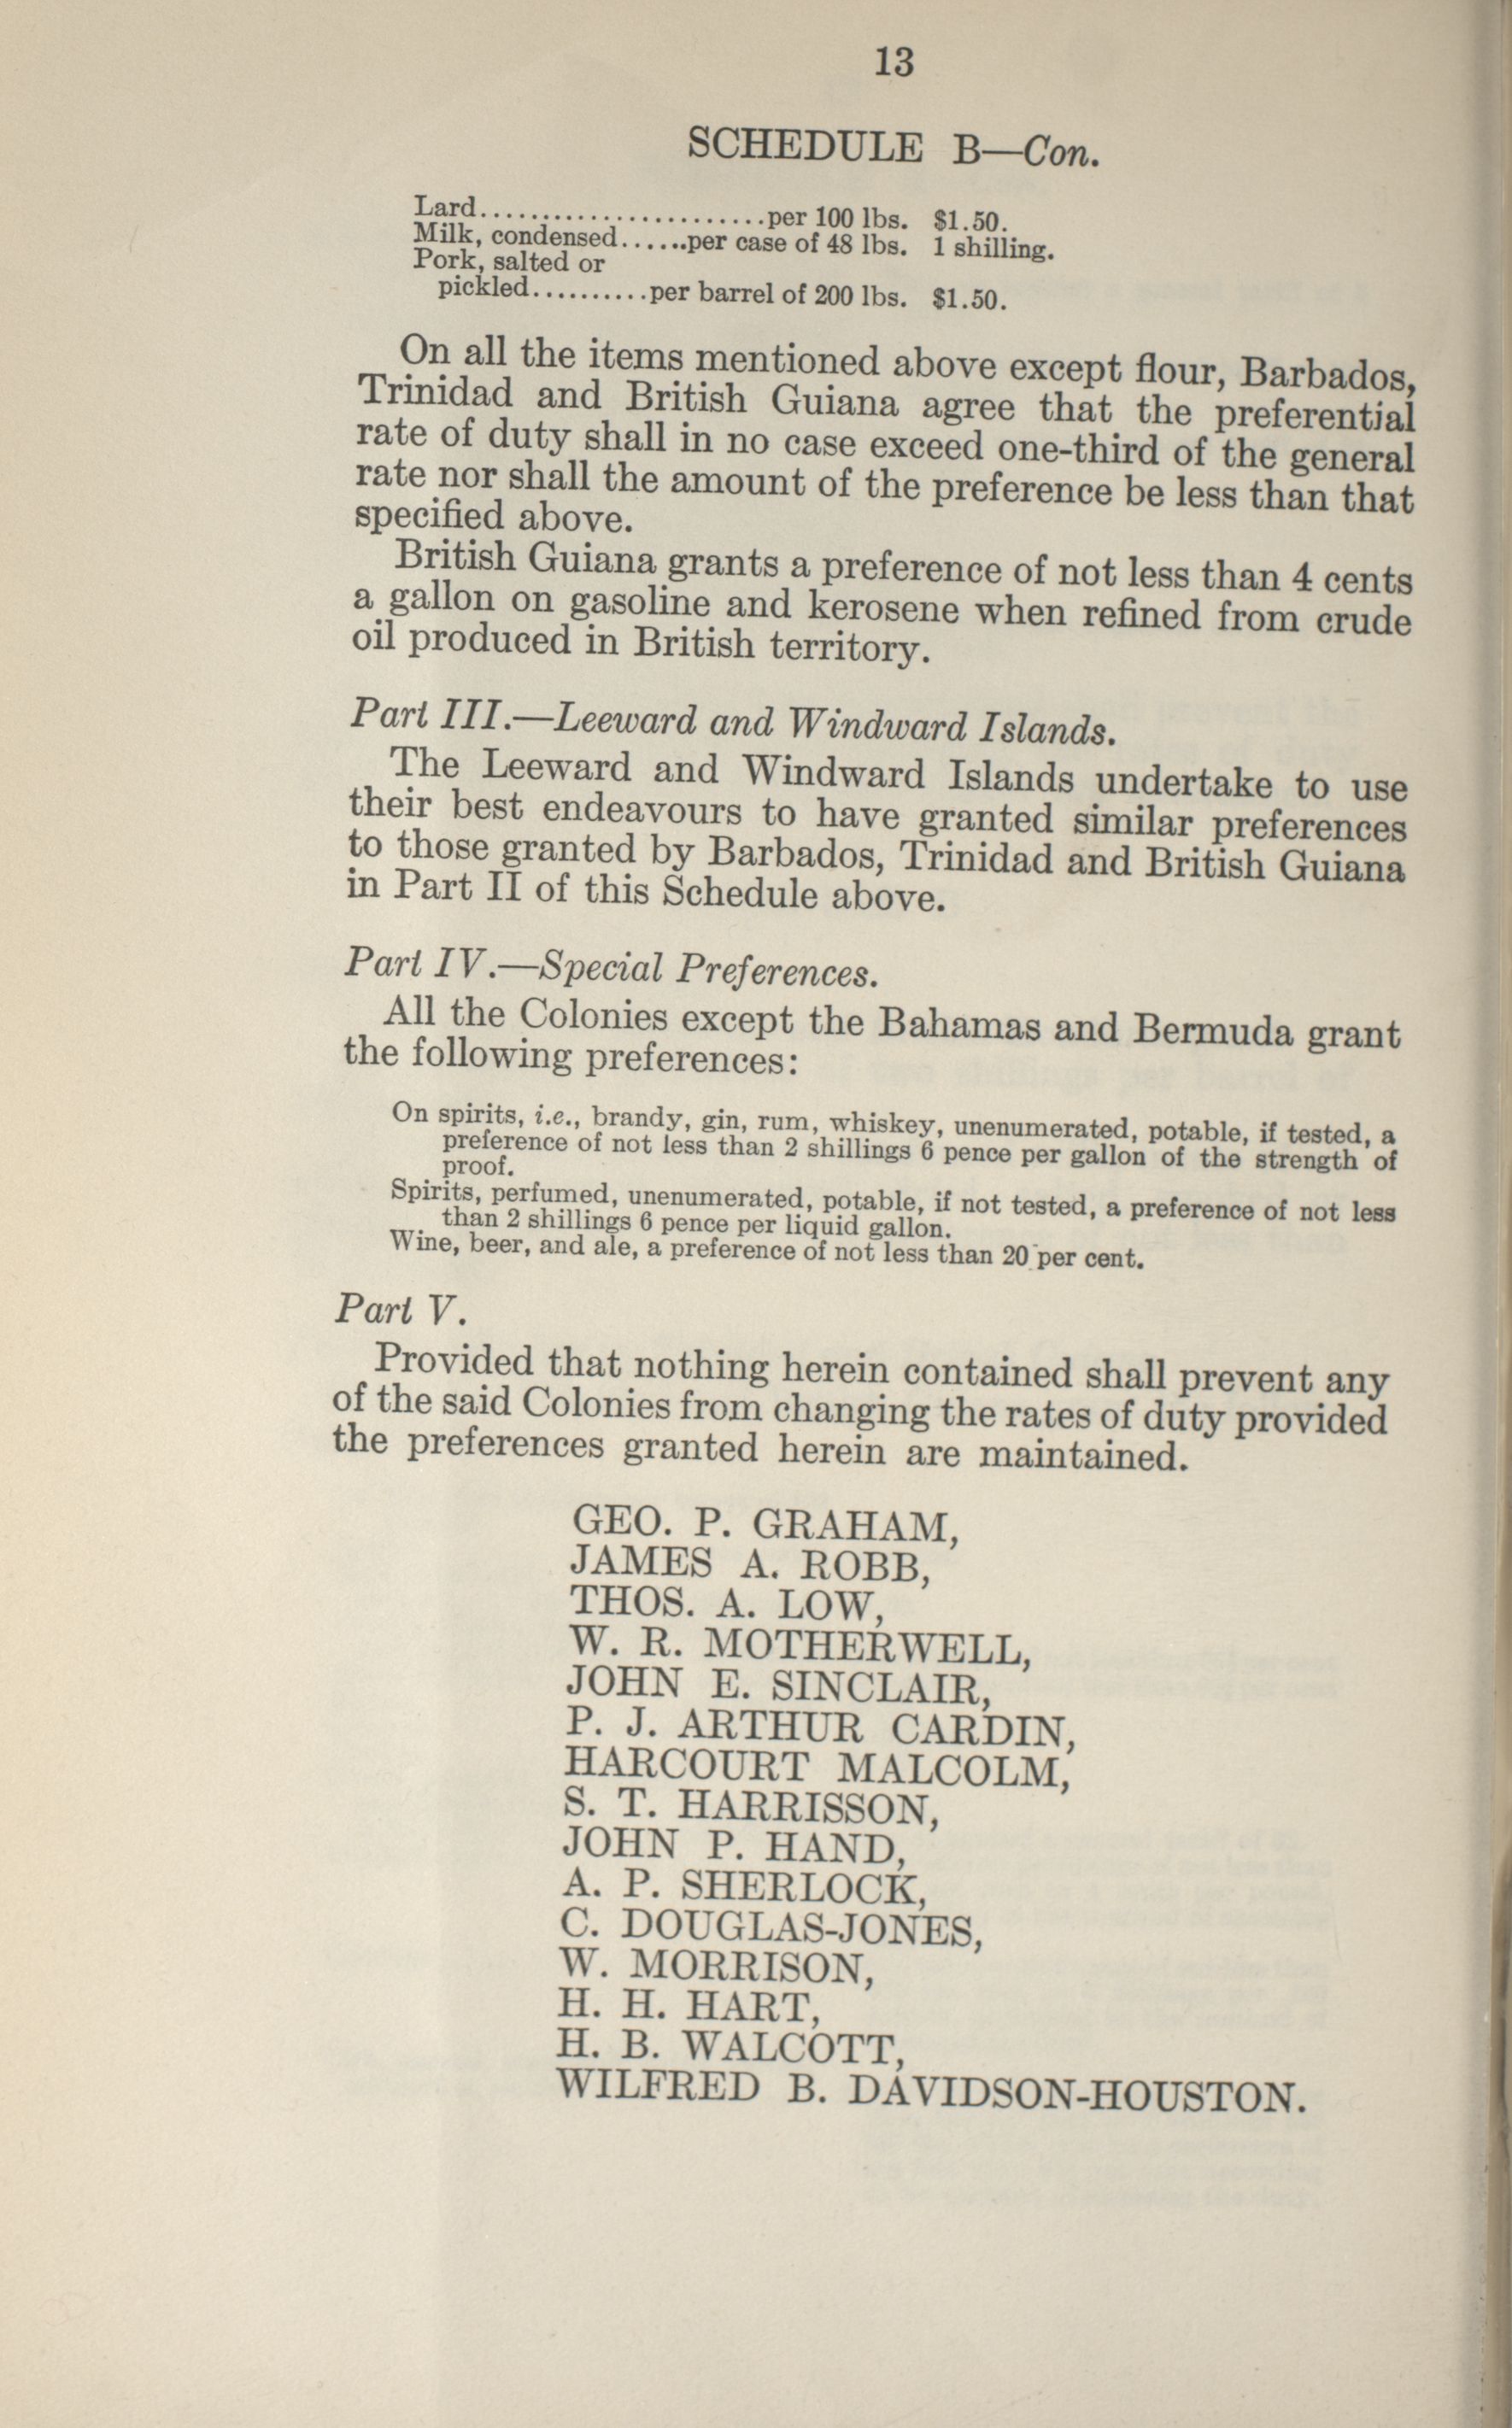 13
SCHEDULE B—Con.
Lard........................per 100 lbs. $1.50.
Milk, condensed......per case of 48 lbs. 1 shilling.
Pork, salted or
pickled..........per barrel of 200 lbs. $1.50.
On all the items mentioned above except flour, Barbados,
Trinidad and British Guiana agree that the preferential
rate of duty shall in no case exceed one-third of the general
rate nor shall the amount of the preference be less than that
specified above.
British Guiana grants a preference of not less than 4 cents
a gallon on gasoline and kerosene when refined from crude
oil produced in British territory.
Part III.—Leeward and Windward Islands.
The Leeward and Windward Islands undertake to use
their best endeavours to have granted similar preferences
to those granted by Barbados, Trinidad and British Guiana
in Part II of this Schedule above.
Part IV.—Special Preferences.
All the Colonies except the Bahamas and Bermuda grant
the following preferences:
On spirits, i.e., brandy, gin, rum, whiskey, unenumerated, potable, if tested, a
preference of not less than 2 shillings 6 pence per gallon of the strength of
proof.
Spirits, perfumed, unenumerated, potable, if not tested, a preference of not less
than 2 shillings 6 pence per liquid gallon.
Wine, beer, and ale, a preference of not less than 20 per cent.
Part V.
Provided that nothing herein contained shall prevent any
of the said Colonies from changing the rates of duty provided
the preferences granted herein are maintained.
GEO. P. GRAHAM,
JAMES A. ROBB,
THOS. A. LOW,
W. R. MOTHERWELL,
JOHN E. SINCLAIR,
P. J. ARTHUR CARDIN,
HARCOURT MALCOLM,
S. T. HARRISSON,
JOHN P. HAND,
A. P. SHERLOCK,
C. DOUGLAS-JONES,
W. MORRISON,
H. H. HART,
H. B. WALCOTT,
WILFRED B. DAVIDSON-HOUSTON.